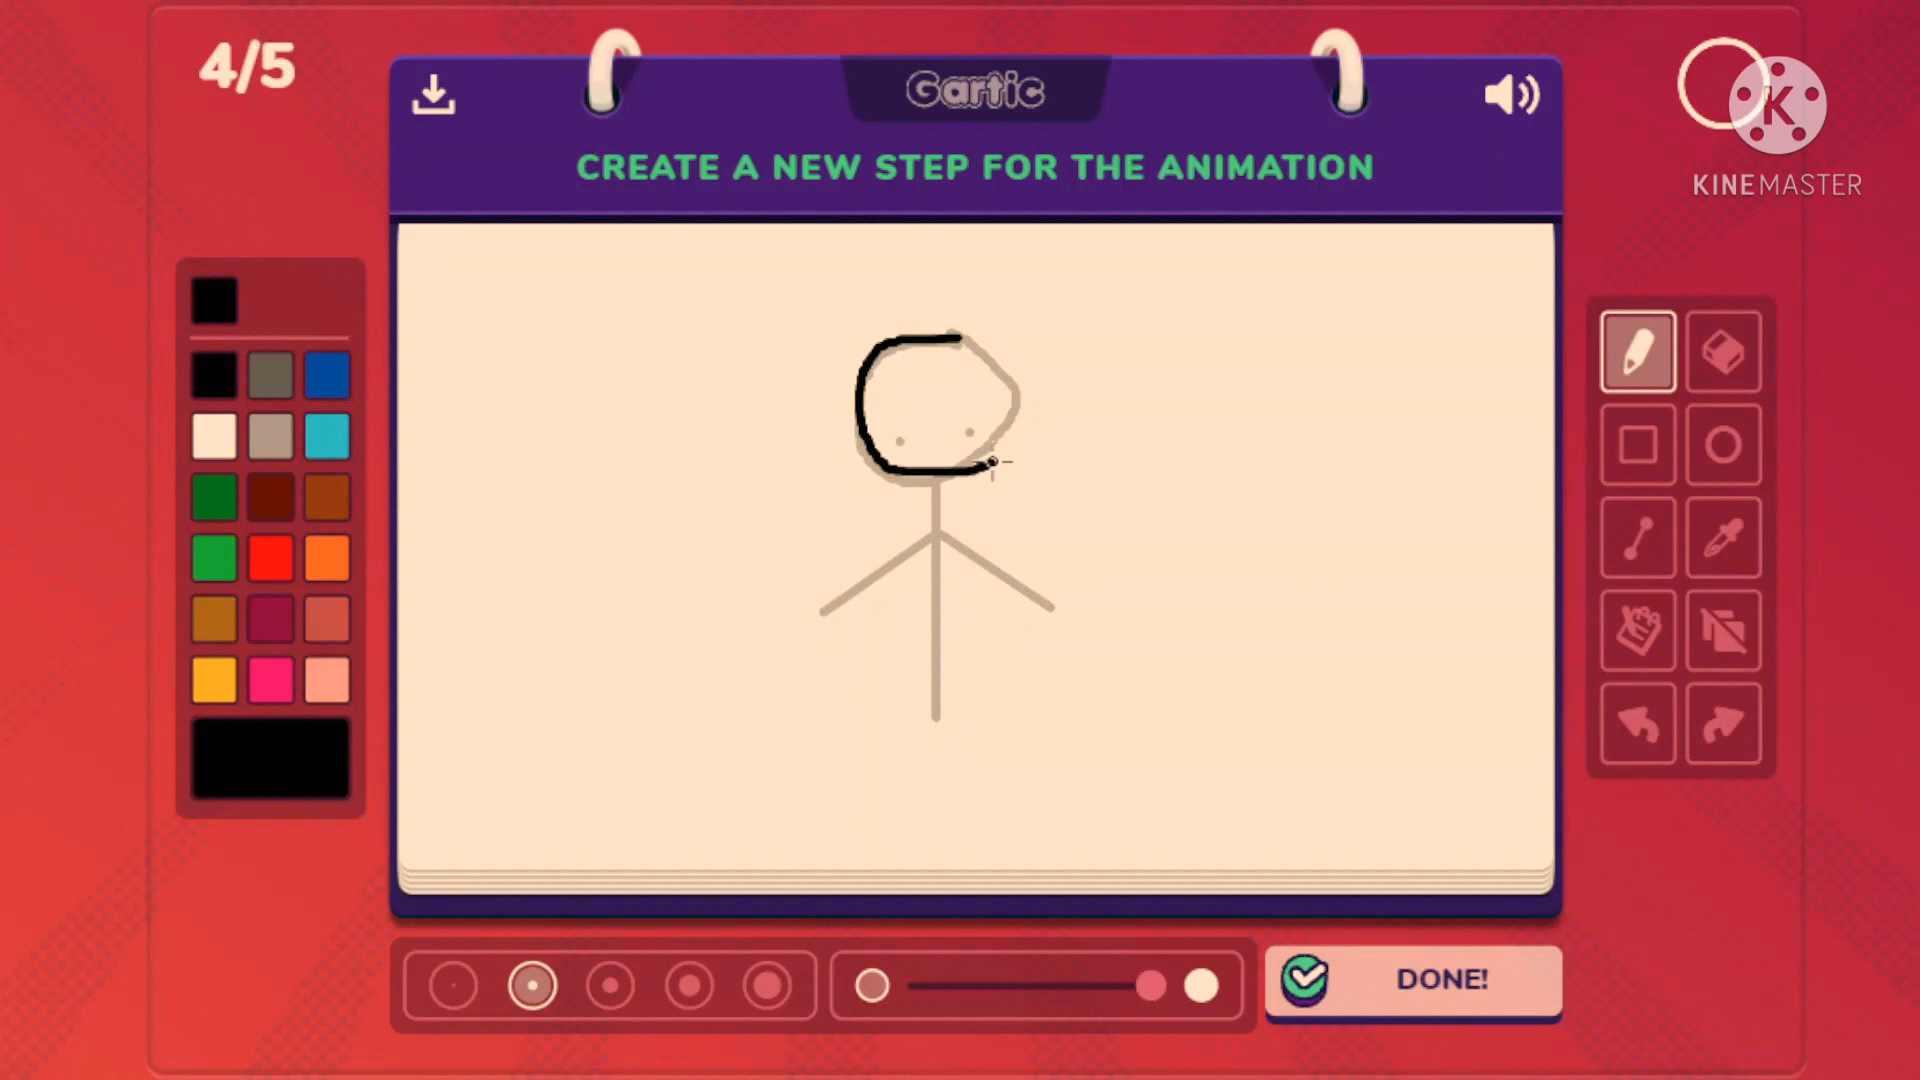 4/5
Gartic
CREATE A NEW STEP FOR THE ANIMATION
K
KINEMASTER
DONE!